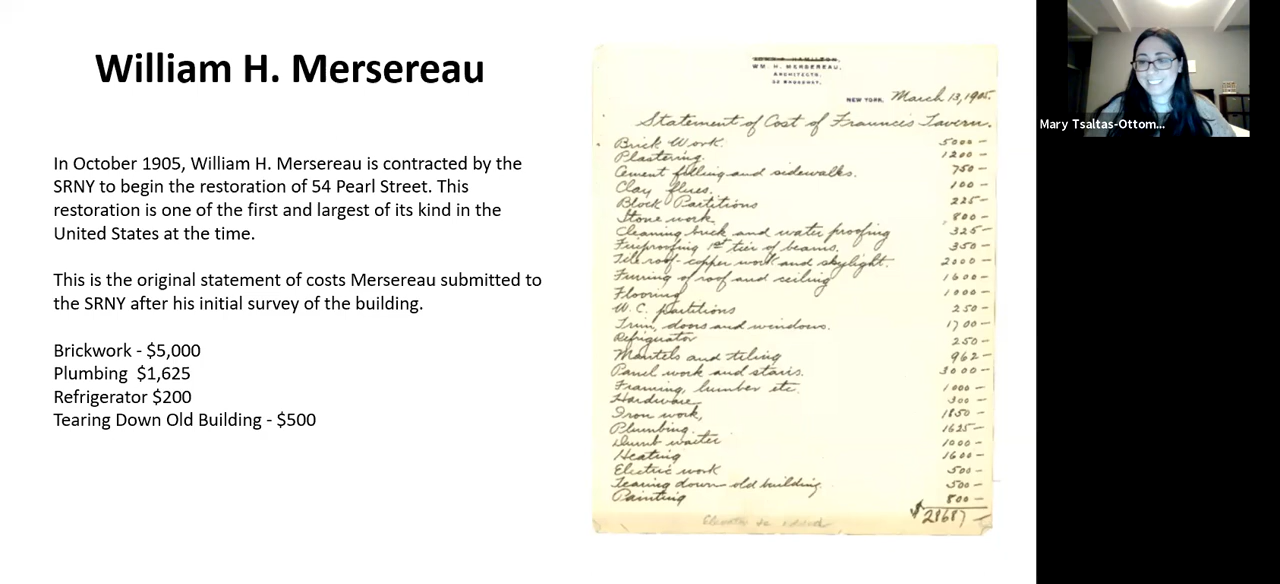 William H. Mersereau
In October 1905, William H. Mersereau is contracted by the
SRNY to begin the restoration of 54 Pearl Street. This
restoration is one of the first and largest of its kind in the
United States at the time.
This is the original statement of costs Mersereau submitted to
the SRNY after his initial survey of the building.
Brickwork - $5,000
Plumbing  $1,625
Refrigerator $200
Tearing Down Old Building - $500
WM. H. MERSEREAU,
ARCHITECTS,
32 BROADWAY,
NEW YORK, March 13, 1905.
Statement of Cost of Fraunces Tavern.
Brick Work. 5000 -
Plastering. 1200 -
Cement filling and sidewalks. 750 -
Clay flues. 100 -
Block Partitions 225 -
Stone work 800 -
Cleaning brick and water proofing 325 -
Fireproofing 1st tier of beams. 350 -
Tile roof - copper work and skylight. 2000 -
Furring of roof and ceiling 1600 -
Flooring 1000 -
W.C. partitions 250 -
Trim, doors and windows. 1700 -
Refriguator 250 -
Mantels and tiling 962 -
Panel work and stairs. 3000 -
Framing, lumber etc. 1000 -
Hardware 300 -
Iron work, 1850 -
Plumbing. 1625 -
Dumb waiter 1000 -
Heating 1600 -
Electric work 500 -
Tearing down old building. 500 -
Painting 800 -
$28687 -
Mary Tsaltas-Ottom...